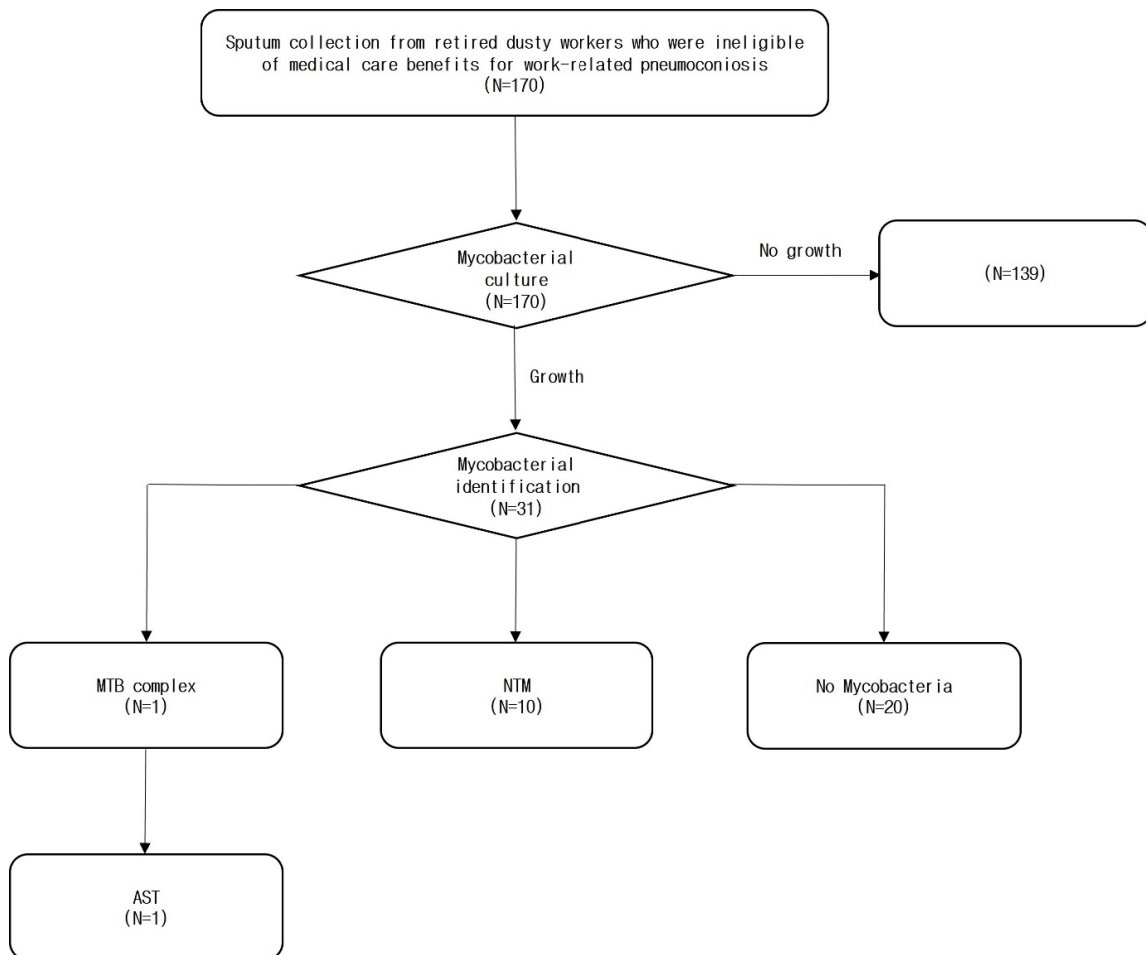 Sputum collection from retired dusty workers who were ineligible
of medical care benefits for work-related pneumoconiosis
(N=170)
Mycobacterial
culture
(N=170)
No growth
(N=139)
Growth
Mycobacterial
identification
(N=31)
MTB complex
(N=1)
NTM
(N=10)
No Mycobacteria
(N=20)
AST
(N=1)